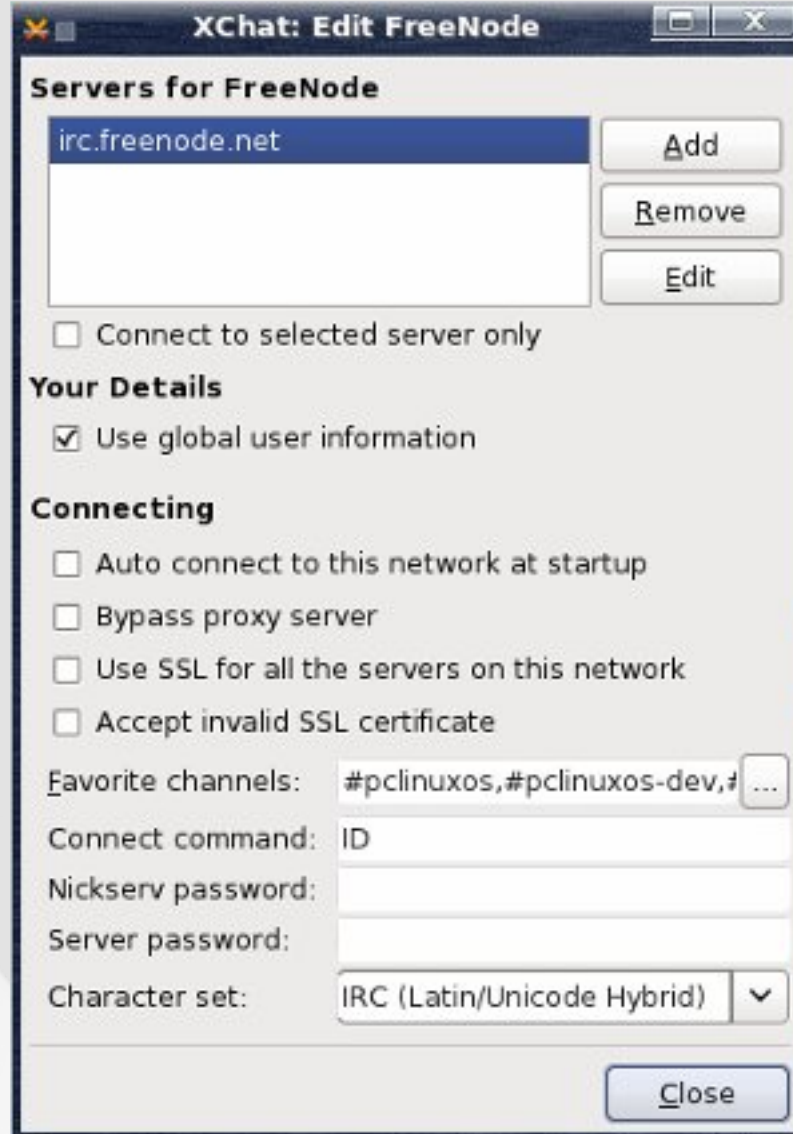 XChat: Edit FreeNode
Servers for FreeNode
irc.freenode.net
Add
Remove
Edit
Connect to selected server only
Your Details
Use global user information
Connecting
Auto connect to this network at startup
Bypass proxy server
Use SSL for all the servers on this network
Accept invalid SSL certificate
Favorite channels: #pclinuxos,#pclinuxos-dev,# ...
Connect command: ID
Nickserv password:
Server password:
Character set: IRC (Latin/Unicode Hybrid)
Close